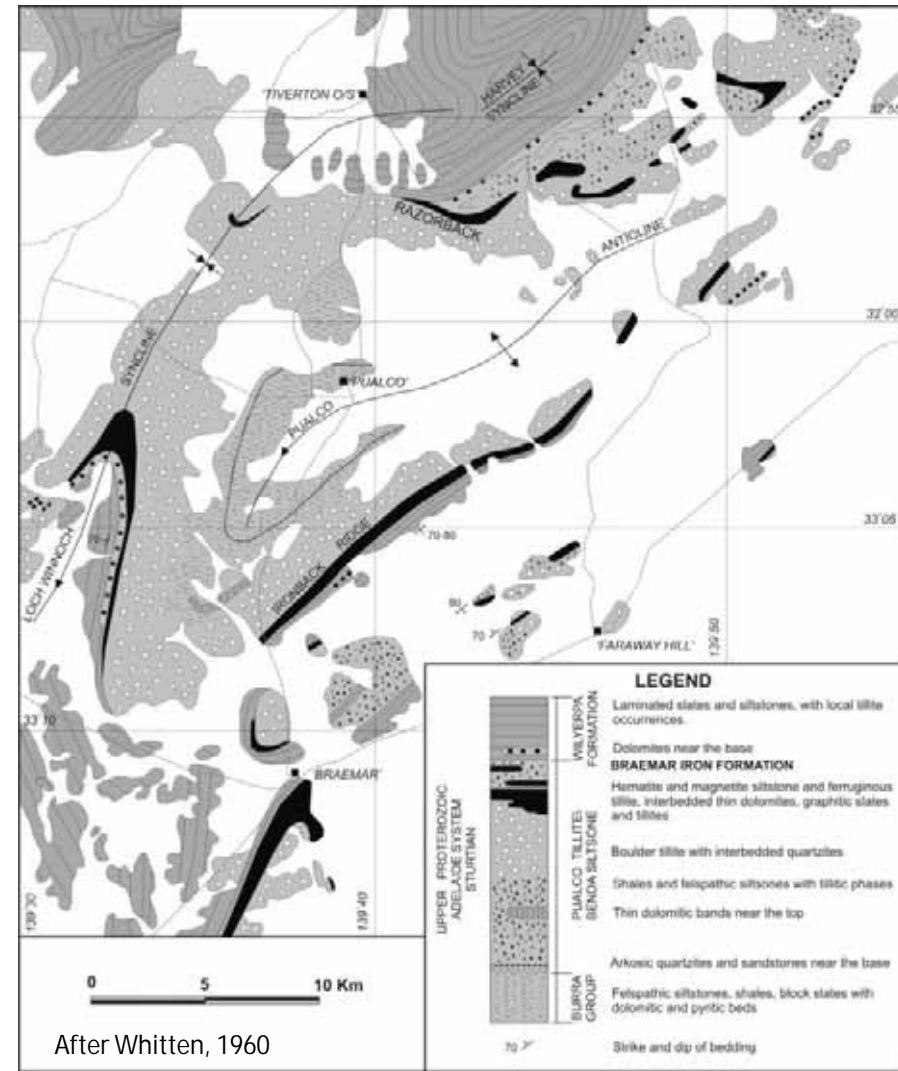 HARVEY
SYNCLINE
'TIVERTON O/S
32°55'
RAZORBACK
ANTICLINE
SYNCLINE
32°00
'PUALCO'
PUALCO
33°05
70-80
IRONBACK RIDGE
LOCH WINNOCH
80
70
'FARAWAY HILL'
139°50
33°10
'BRAEMAR'
139°30
139°40
0 5 10 Km
After Whitten, 1960
LEGEND
UPPER PROTEROZOIC
ADELAIDE SYSTEM
STURTIAN
WILYERPA
FORMATION
Laminated slates and siltstones, with local tillite
occurrences.
Dolomites near the base
BRAEMAR IRON FORMATION
PUALCO TILLITES
BENDA SILTSONE
Hematite and magnetite siltstone and ferruginous
tillite, interbedded thin dolomites, graphitic slates
and tillites
Boulder tillite with interbedded quartzites
Shales and felspathic siltsones with tillitic phases
Thin dolomitic bands near the top
Arkosic quartzites and sandstones near the base
BURRA
GROUP
Felspathic siltstones, shales, block slates with
dolomitic and pyritic beds
70 Strike and dip of bedding